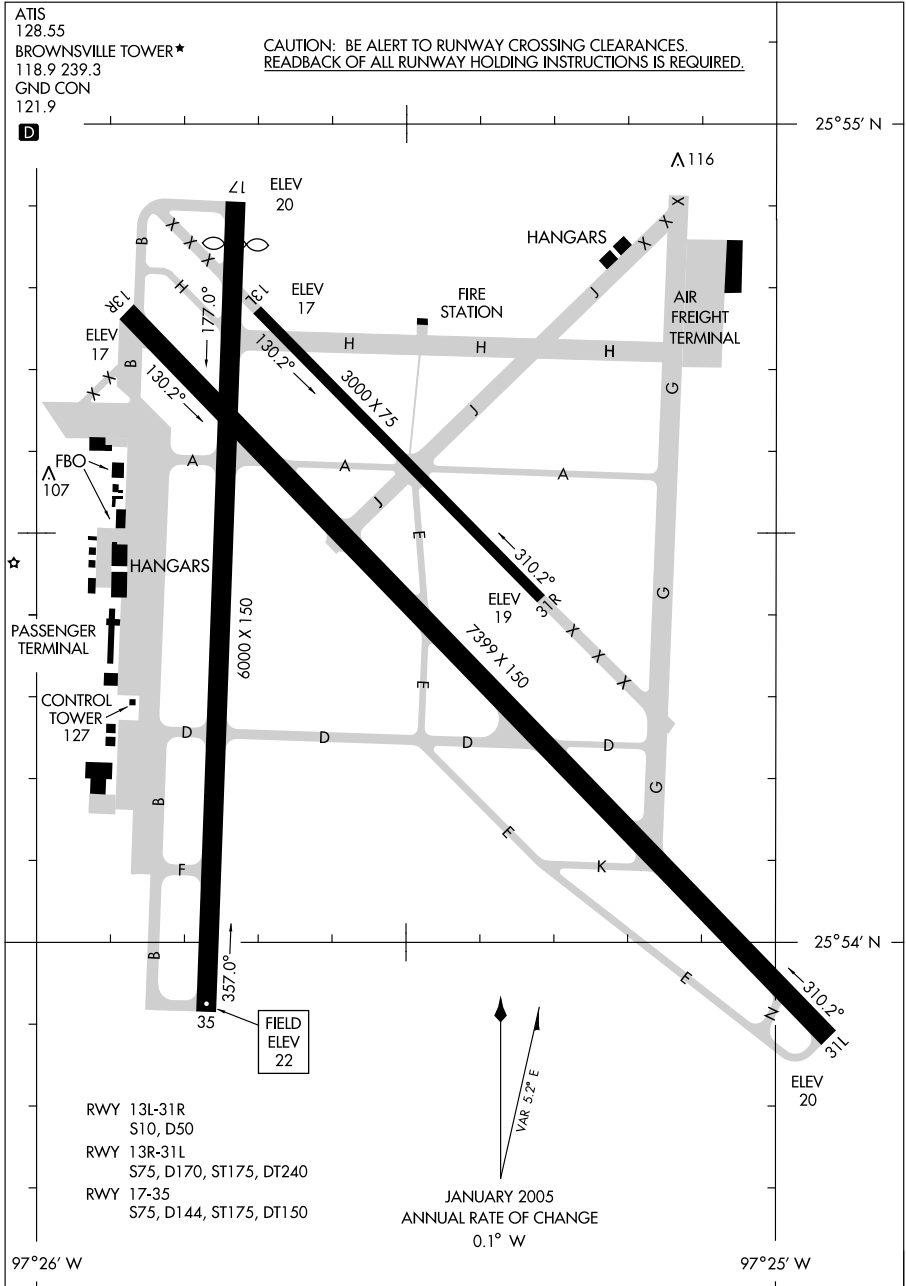 ATIS
128.55
BROWNSVILLE TOWER★
118.9 239.3
GND CON
121.9
D
CAUTION: BE ALERT TO RUNWAY CROSSING CLEARANCES.
READBACK OF ALL RUNWAY HOLDING INSTRUCTIONS IS REQUIRED.
25°55' N
116
17
ELEV
20
X
X
X
B
HANGARS
X
X
X
J
AIR
FREIGHT
TERMINAL
H
177.0°
13L
ELEV
17
FIRE
STATION
13R
ELEV
17
130.2°
B
X
X
130.2°
H
H
H
3000 X 75
G
J
FBO
107
A
A
A
J
E
HANGARS
310.2°
ELEV
19
31R
G
PASSENGER
TERMINAL
6000 X 150
7399 X 150
X
X
X
E
CONTROL
TOWER
127
D
D
D
D
B
G
E
F
K
B
357.0°
25°54' N
E
N
310.2°
31L
35
FIELD
ELEV
22
ELEV
20
VAR 5.2° E
RWY 13L-31R
S10, D50
RWY 13R-31L
S75, D170, ST175, DT240
RWY 17-35
S75, D144, ST175, DT150
JANUARY 2005
ANNUAL RATE OF CHANGE
0.1° W
97°26' W
97°25' W